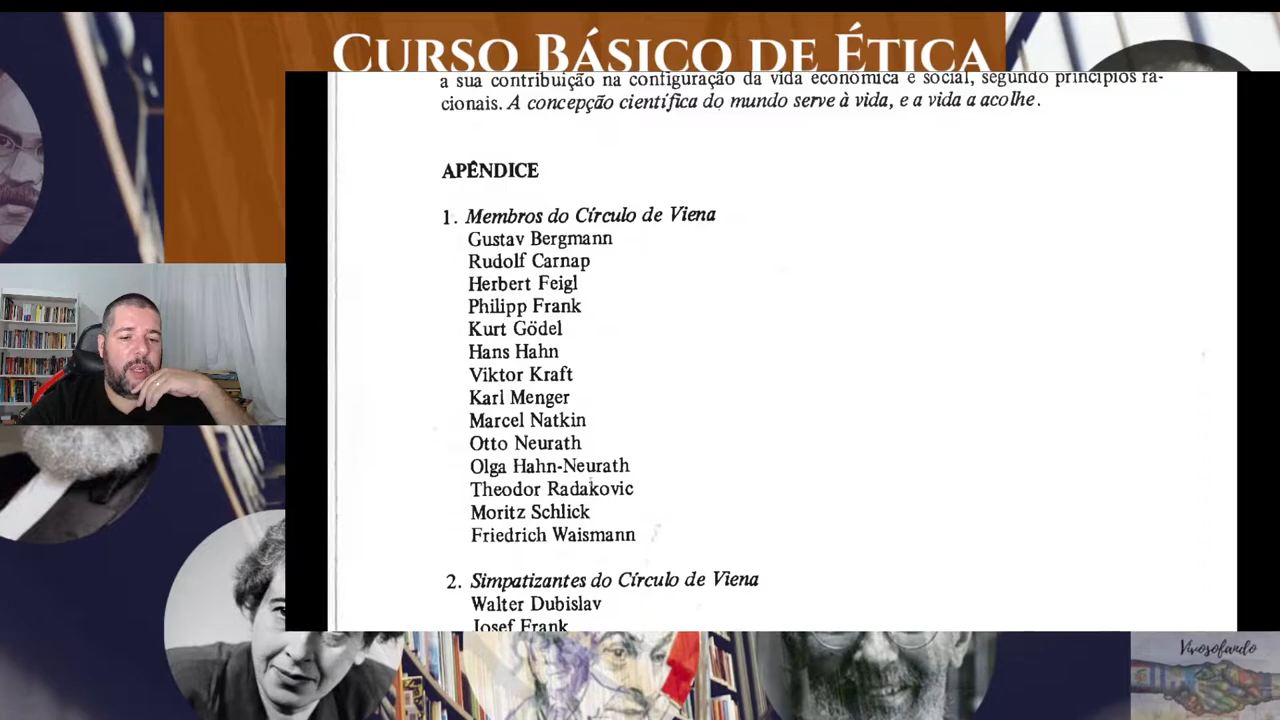 CURSO BÁSICO DE ÉTICA
a sua contribuição na configuração da vida econômica e social, segundo princípios ra-
cionais. A concepção científica do mundo serve à vida, e a vida a acolhe.
APÊNDICE
1. Membros do Círculo de Viena
Gustav Bergmann
Rudolf Carnap
Herbert Feigl
Philipp Frank
Kurt Gödel
Hans Hahn
Viktor Kraft
Karl Menger
Marcel Natkin
Otto Neurath
Olga Hahn-Neurath
Theodor Radakovic
Moritz Schlick
Friedrich Waismann
2. Simpatizantes do Círculo de Viena
Walter Dubislav
Josef Frank
Vivosofando